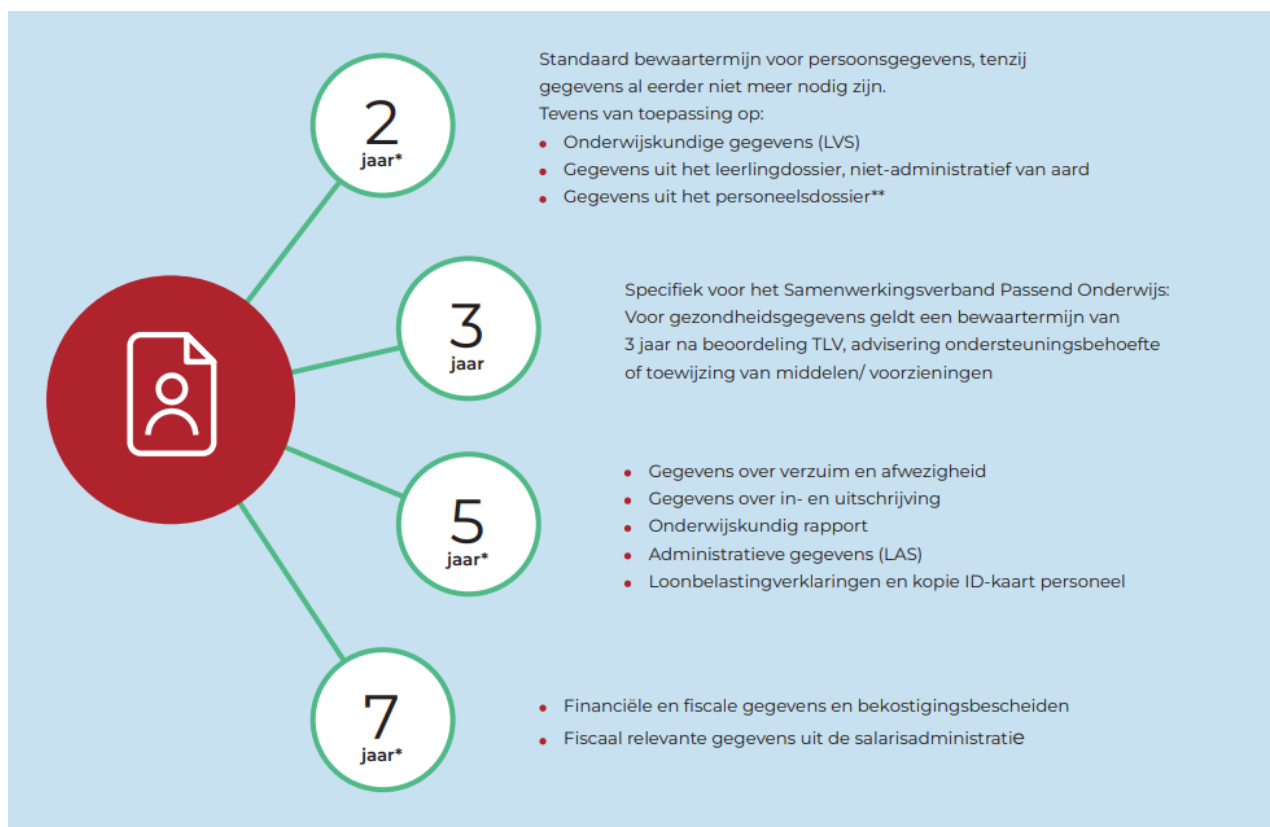 2
jaar*
Standaard bewaartermijn voor persoonsgegevens, tenzij
gegevens al eerder niet meer nodig zijn.
Tevens van toepassing op:
• Onderwijskundige gegevens (LVS)
• Gegevens uit het leerlingdossier, niet-administratief van aard
• Gegevens uit het personeelsdossier**
3
jaar
Specifiek voor het Samenwerkingsverband Passend Onderwijs:
Voor gezondheidsgegevens geldt een bewaartermijn van
3 jaar na beoordeling TLV, advisering ondersteuningsbehoefte
of toewijzing van middelen/ voorzieningen
5
jaar*
• Gegevens over verzuim en afwezigheid
• Gegevens over in- en uitschrijving
• Onderwijskundig rapport
• Administratieve gegevens (LAS)
• Loonbelastingverklaringen en kopie ID-kaart personeel
7
jaar*
• Financiële en fiscale gegevens en bekostigingsbescheiden
• Fiscaal relevante gegevens uit de salarisadministratie